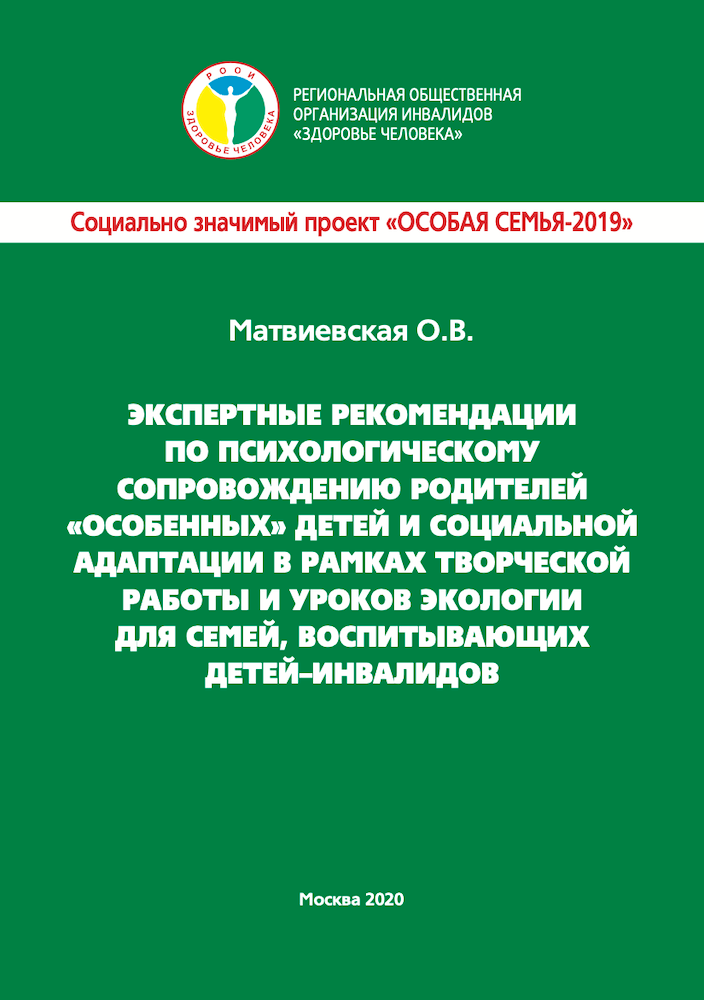 РООИ
ЗДОРОВЬЕ ЧЕЛОВЕКА
РЕГИОНАЛЬНАЯ ОБЩЕСТВЕННАЯ
ОРГАНИЗАЦИЯ ИНВАЛИДОВ
«ЗДОРОВЬЕ ЧЕЛОВЕКА»
Социально значимый проект «ОСОБАЯ СЕМЬЯ-2019»
Матвиевская О.В.
ЭКСПЕРТНЫЕ РЕКОМЕНДАЦИИ
ПО ПСИХОЛОГИЧЕСКОМУ
СОПРОВОЖДЕНИЮ РОДИТЕЛЕЙ
«ОСОБЕННЫХ» ДЕТЕЙ И СОЦИАЛЬНОЙ
АДАПТАЦИИ В РАМКАХ ТВОРЧЕСКОЙ
РАБОТЫ И УРОКОВ ЭКОЛОГИИ
ДЛЯ СЕМЕЙ, ВОСПИТЫВАЮЩИХ
ДЕТЕЙ–ИНВАЛИДОВ
Москва 2020